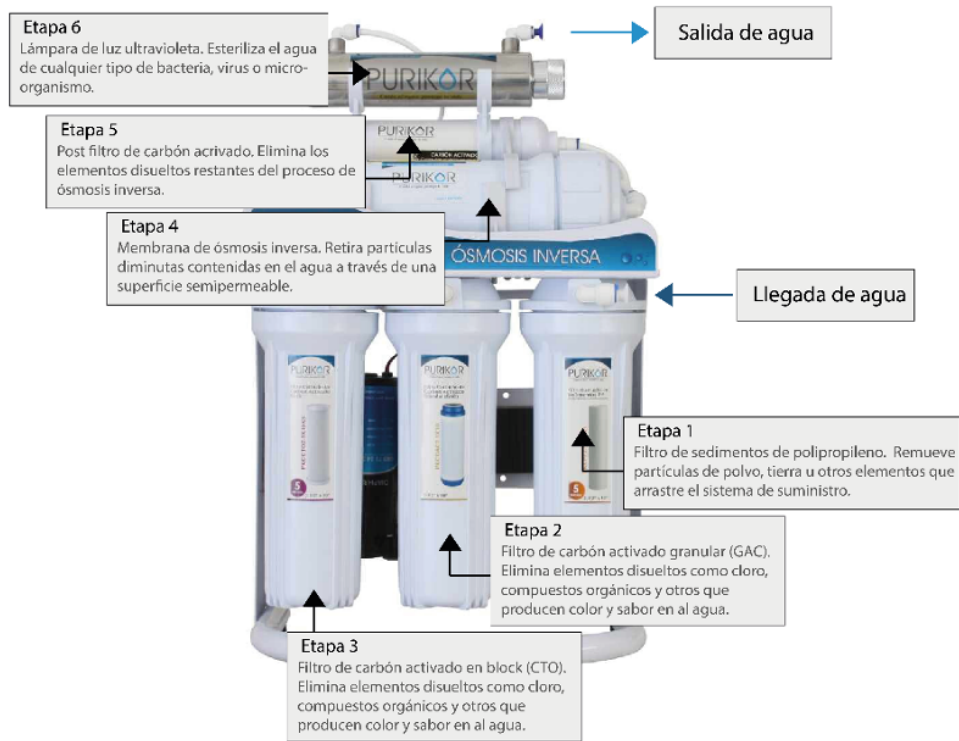 Etapa 6
Lámpara de luz ultravioleta. Esteriliza el agua
de cualquier tipo de bacteria, virus o micro-
organismo.
Salida de agua
PURIKOR
Etapa 5
Post filtro de carbón acrivado. Elimina los
elementos disueltos restantes del proceso de
ósmosis inversa.
PURIKOR
CARBÓN ACTIVADO
PURIKOR
Etapa 4
Membrana de ósmosis inversa. Retira partículas
diminutas contenidas en el agua a través de una
superficie semipermeable.
ÓSMOSIS INVERSA
Llegada de agua
PURIKOR
PURIKOR
PURIKOR
5
5
Etapa 1
Filtro de sedimentos de polipropileno. Remueve
partículas de polvo, tierra u otros elementos que
arrastre el sistema de suministro.
Etapa 2
Filtro de carbón activado granular (GAC).
Elimina elementos disueltos como cloro,
compuestos orgánicos y otros que
producen color y sabor en al agua.
Etapa 3
Filtro de carbón activado en block (CTO).
Elimina elementos disueltos como cloro,
compuestos orgánicos y otros que
producen color y sabor en al agua.